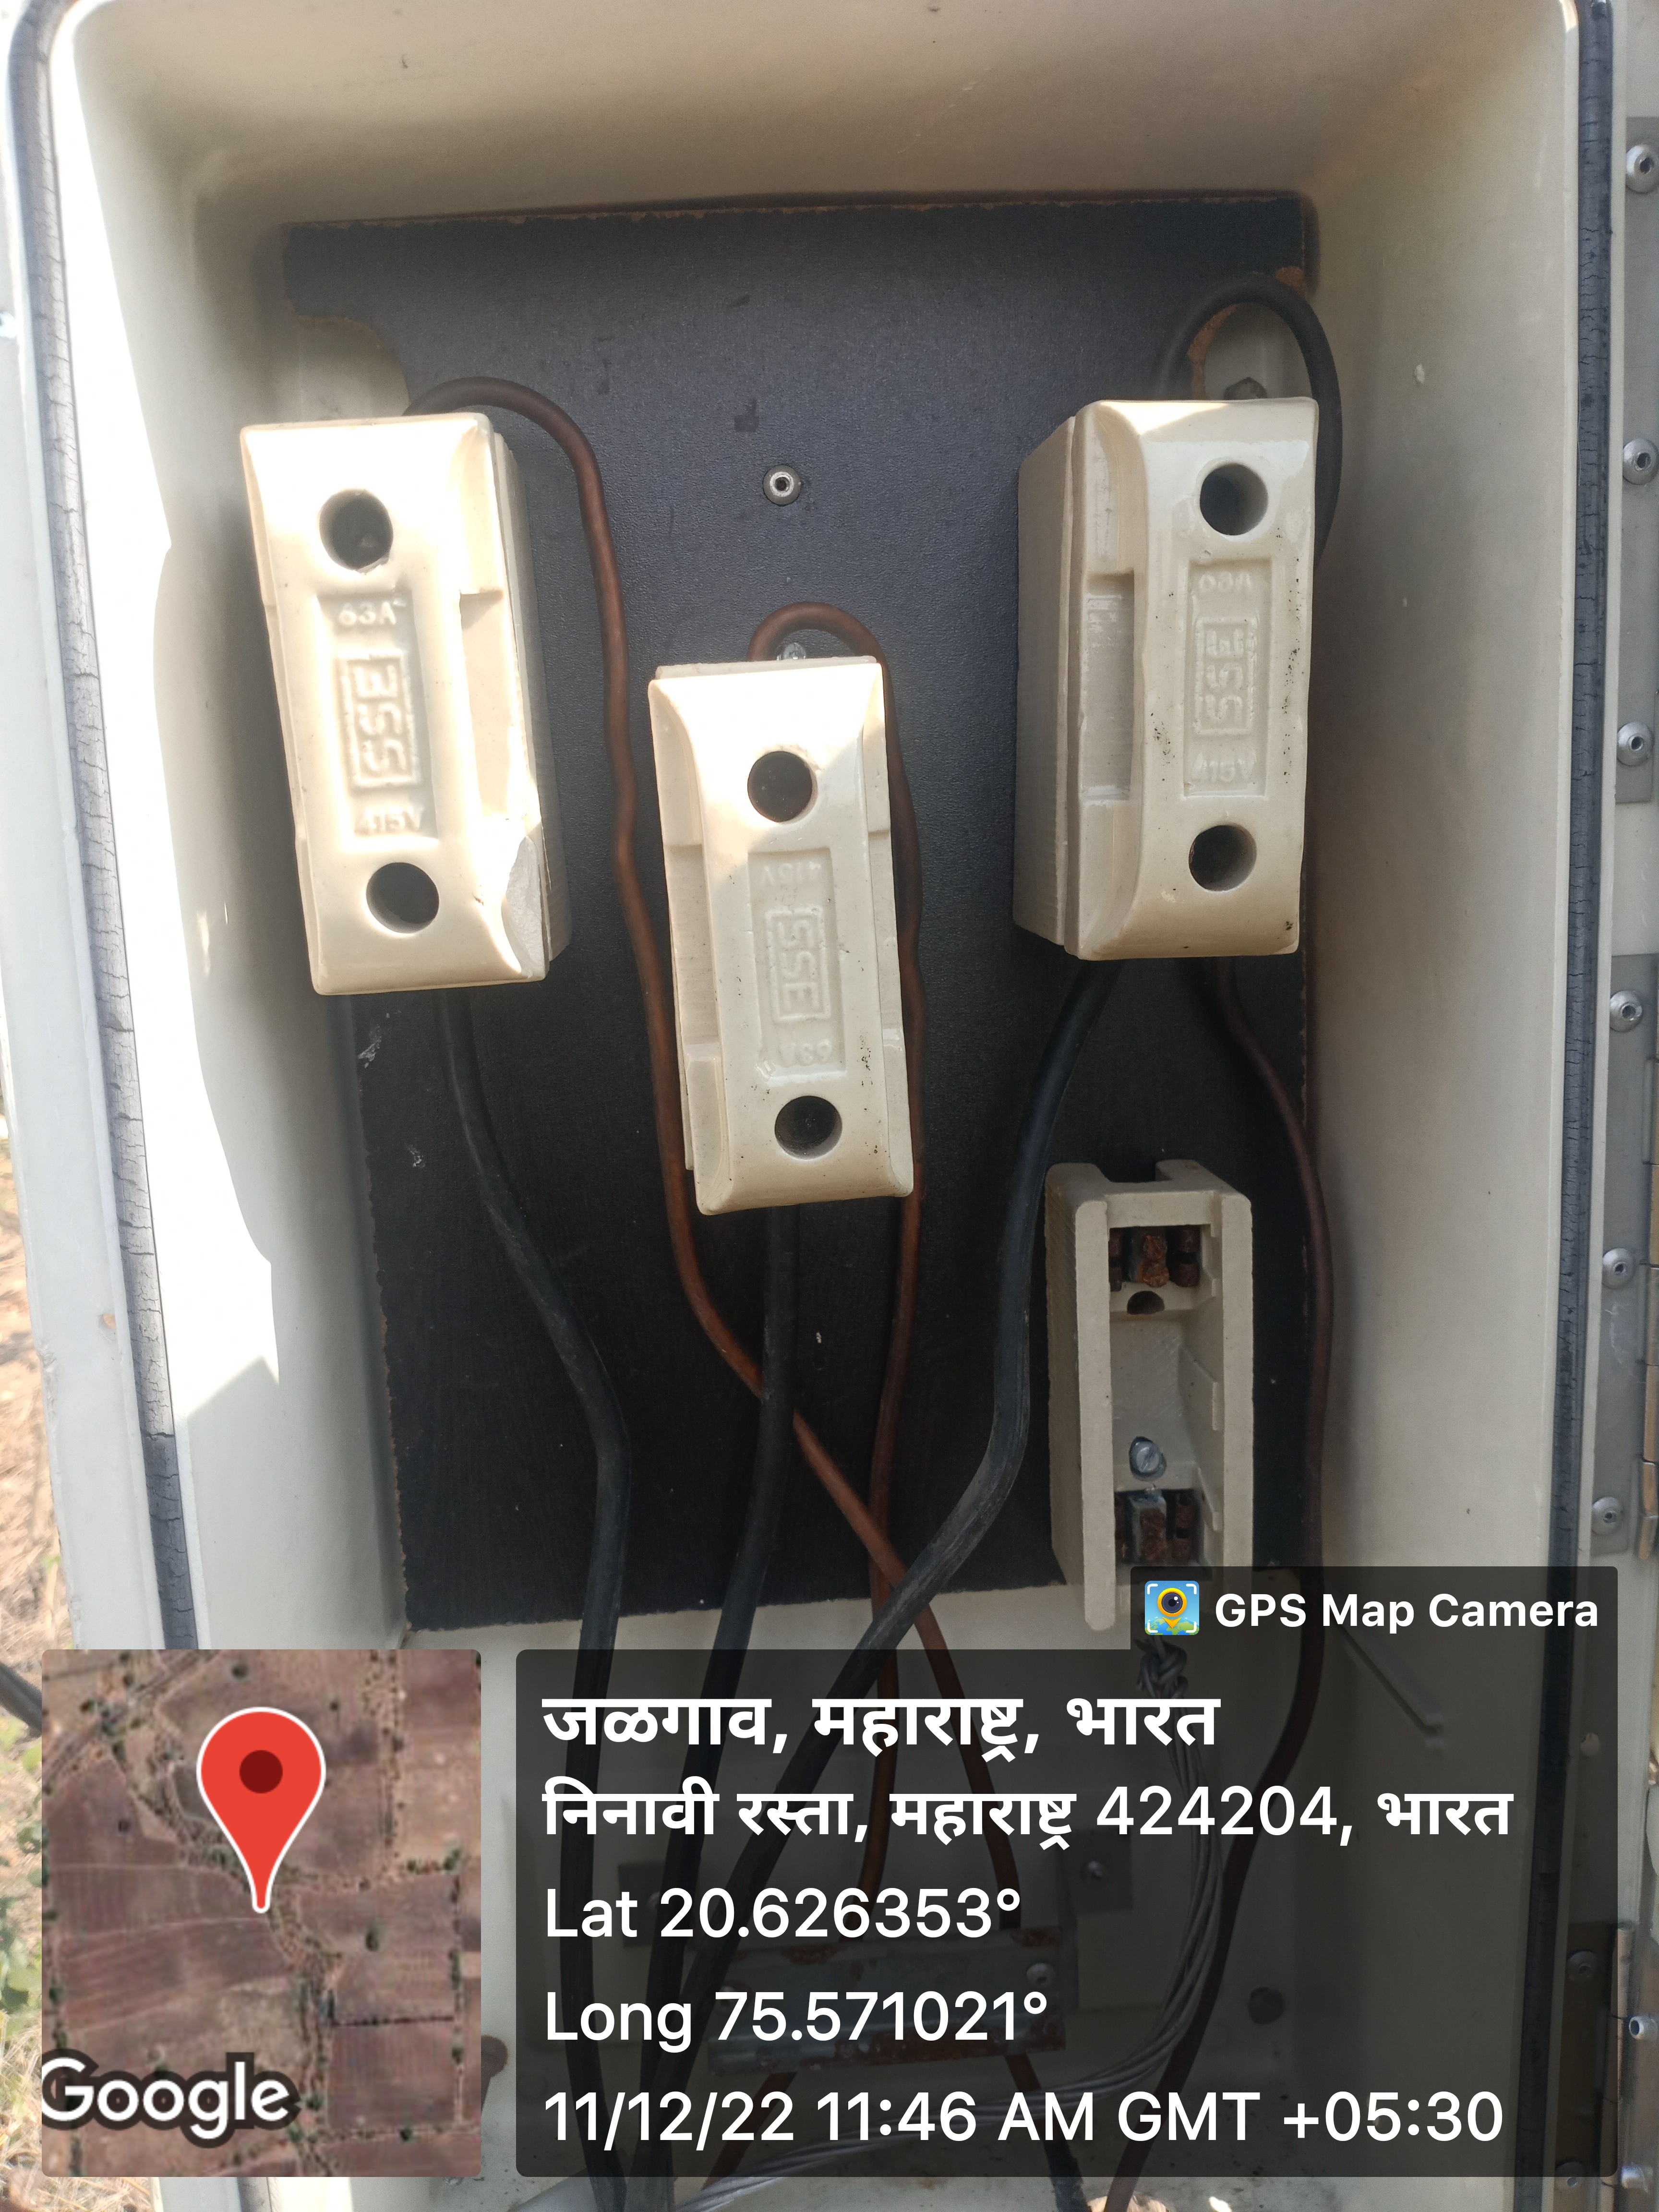 63A
SSE
415V
415V
SSE
63A
63A
SSE
415V
GPS Map Camera
जळगाव, महाराष्ट्र, भारत
निनावी रस्ता, महाराष्ट्र 424204, भारत
Lat 20.626353°
Long 75.571021°
11/12/22 11:46 AM GMT +05:30
Google